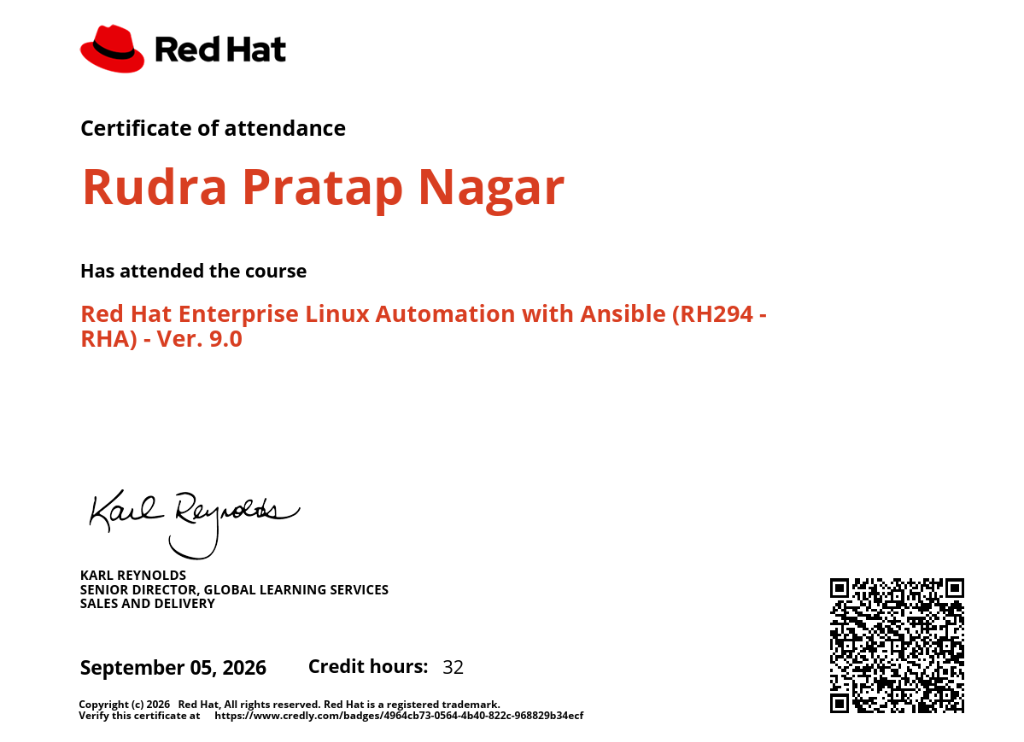 Red Hat
Certificate of attendance
Rudra Pratap Nagar
Has attended the course
Red Hat Enterprise Linux Automation with Ansible (RH294 -
RHA) - Ver. 9.0
Karl Reynolds
KARL REYNOLDS
SENIOR DIRECTOR, GLOBAL LEARNING SERVICES
SALES AND DELIVERY
September 05, 2026 Credit hours: 32
Copyright (c) 2026 Red Hat, All rights reserved. Red Hat is a registered trademark.
Verify this certificate at https://www.credly.com/badges/4964cb73-0564-4b40-822c-968829b34ecf